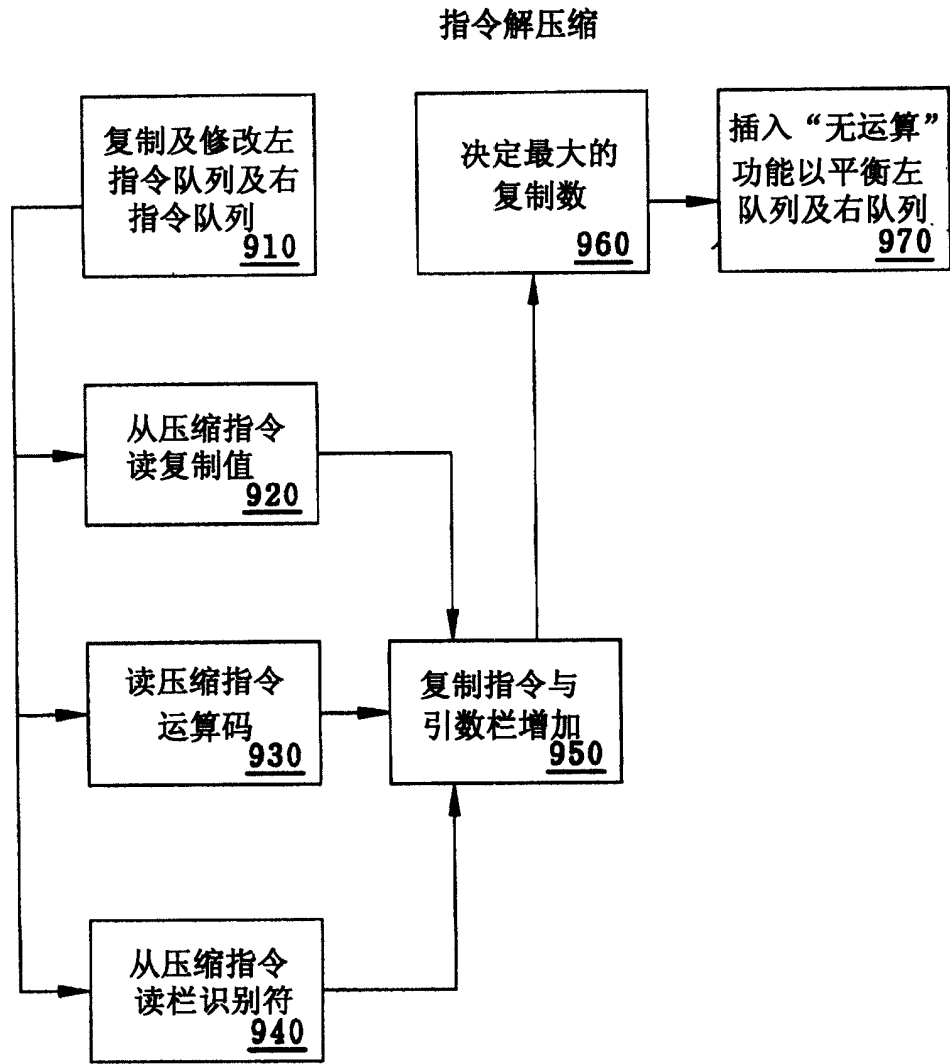 指令解压缩
复制及修改左
指令队列及右
指令队列
910
从压缩指令
读复制值
920
读压缩指令
运算码
930
从压缩指令
读栏识别符
940
复制指令与
引数栏增加
950
决定最大的
复制数
960
插入“无运算”
功能以平衡左
队列及右队列
970